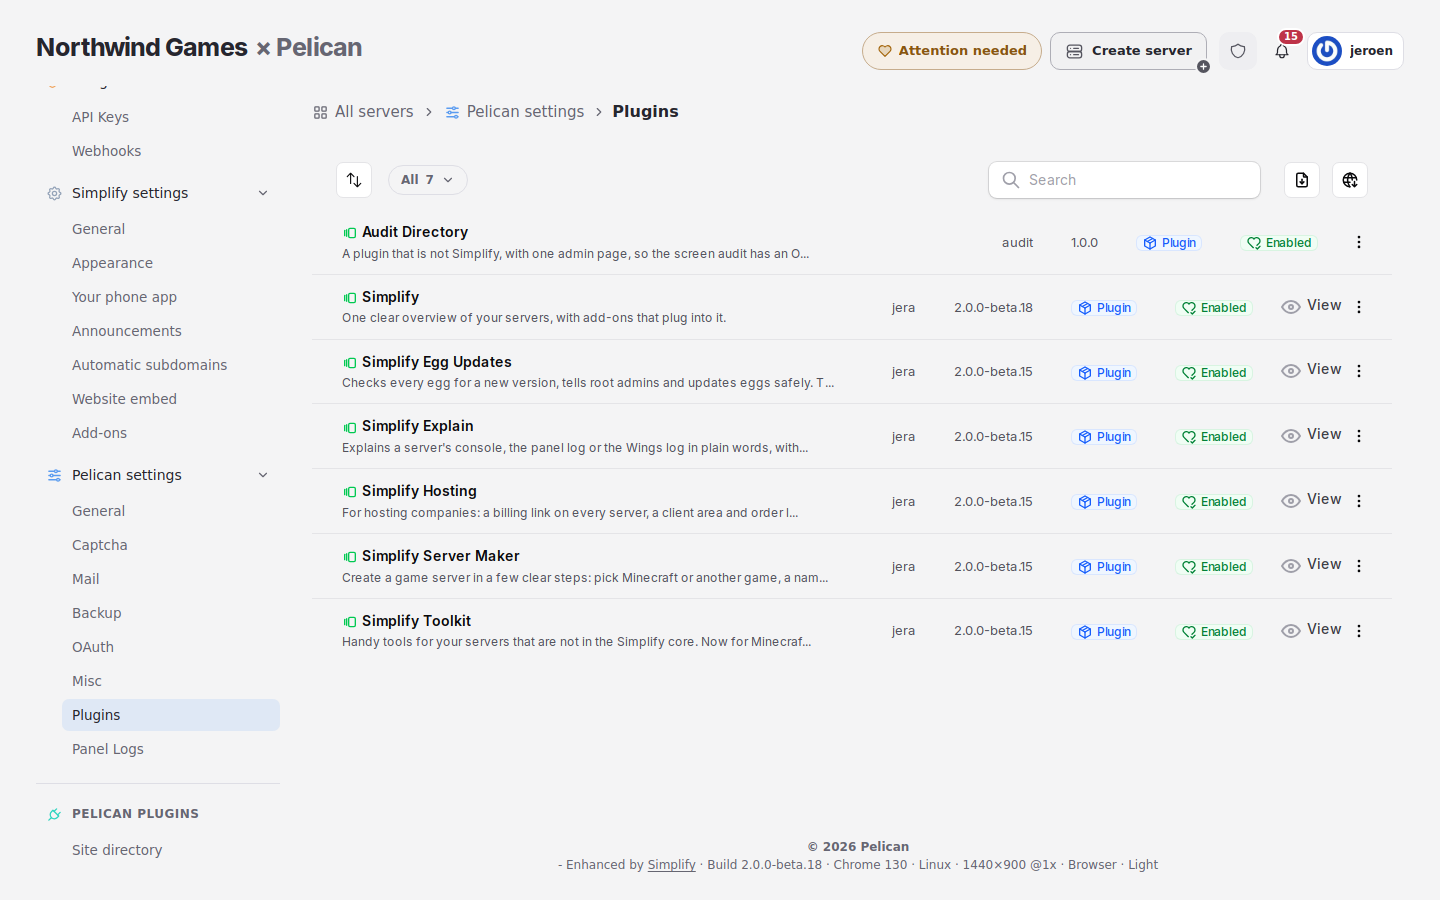 Northwind Games × Pelican
Attention needed
Create server
15
jeroen
API Keys
Webhooks
Simplify settings
General
Appearance
Your phone app
Announcements
Automatic subdomains
Website embed
Add-ons
Pelican settings
General
Captcha
Mail
Backup
OAuth
Misc
Plugins
Panel Logs
PELICAN PLUGINS
Site directory
All servers > Pelican settings > Plugins
All 7
Search
Audit Directory
A plugin that is not Simplify, with one admin page, so the screen audit has an O...
audit 1.0.0 Plugin Enabled
Simplify
One clear overview of your servers, with add-ons that plug into it.
jera 2.0.0-beta.18 Plugin Enabled View
Simplify Egg Updates
Checks every egg for a new version, tells root admins and updates eggs safely. T...
jera 2.0.0-beta.15 Plugin Enabled View
Simplify Explain
Explains a server's console, the panel log or the Wings log in plain words, with...
jera 2.0.0-beta.15 Plugin Enabled View
Simplify Hosting
For hosting companies: a billing link on every server, a client area and order l...
jera 2.0.0-beta.15 Plugin Enabled View
Simplify Server Maker
Create a game server in a few clear steps: pick Minecraft or another game, a nam...
jera 2.0.0-beta.15 Plugin Enabled View
Simplify Toolkit
Handy tools for your servers that are not in the Simplify core. Now for Minecraf...
jera 2.0.0-beta.15 Plugin Enabled View
© 2026 Pelican
- Enhanced by Simplify · Build 2.0.0-beta.18 · Chrome 130 · Linux · 1440×900 @1x · Browser · Light